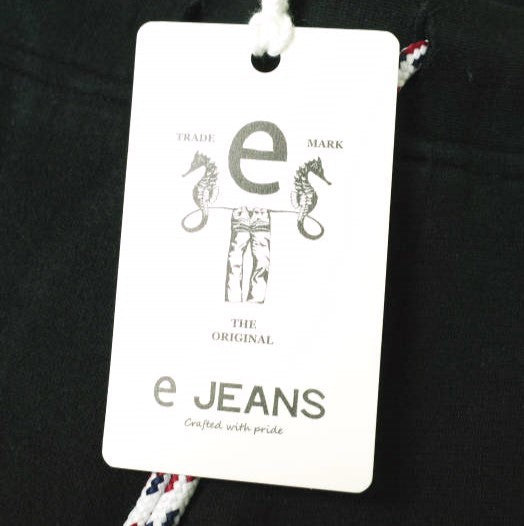 TRADE MARK
e
THE
ORIGINAL
e JEANS
Crafted with pride